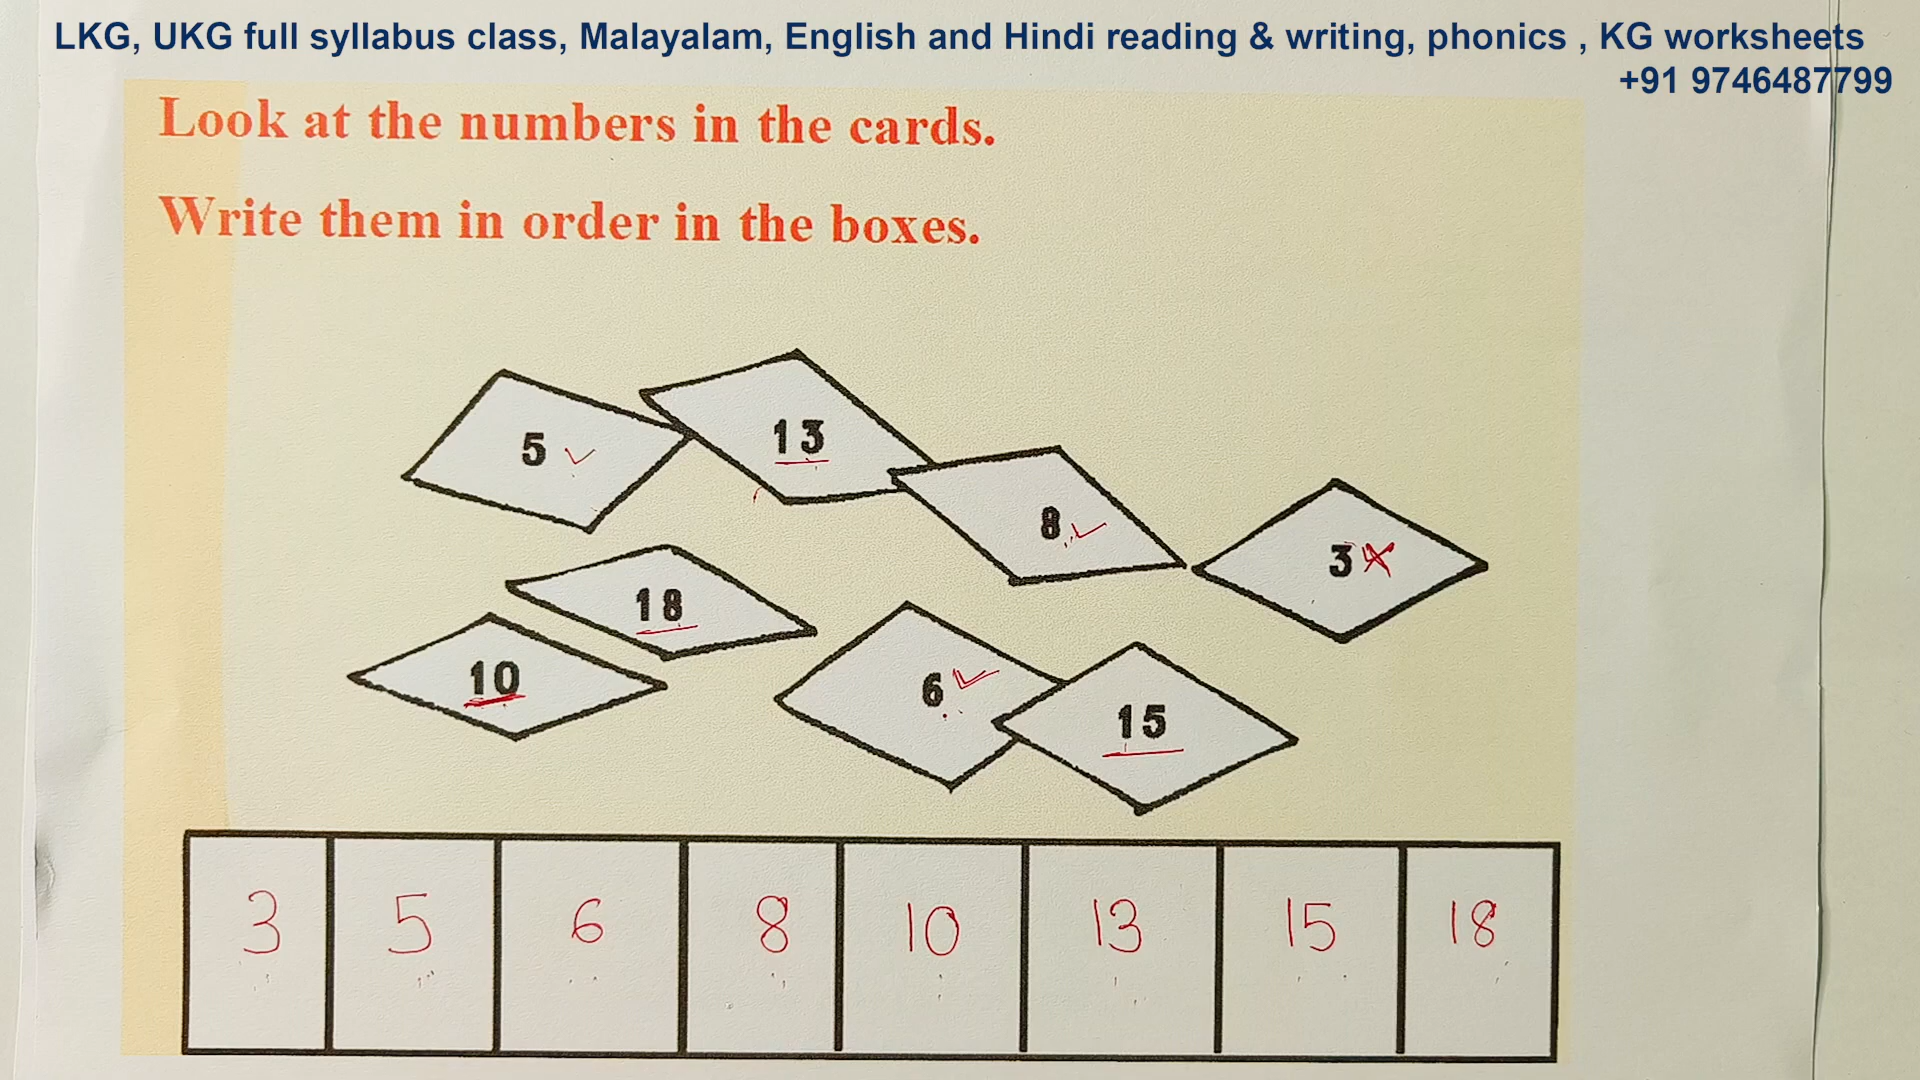 LKG, UKG full syllabus class, Malayalam, English and Hindi reading & writing, phonics , KG worksheets
+91 9746487799
Look at the numbers in the cards.
Write them in order in the boxes.
5
13
8
3
18
10
6
15
3 5 6 8 10 13 15 18